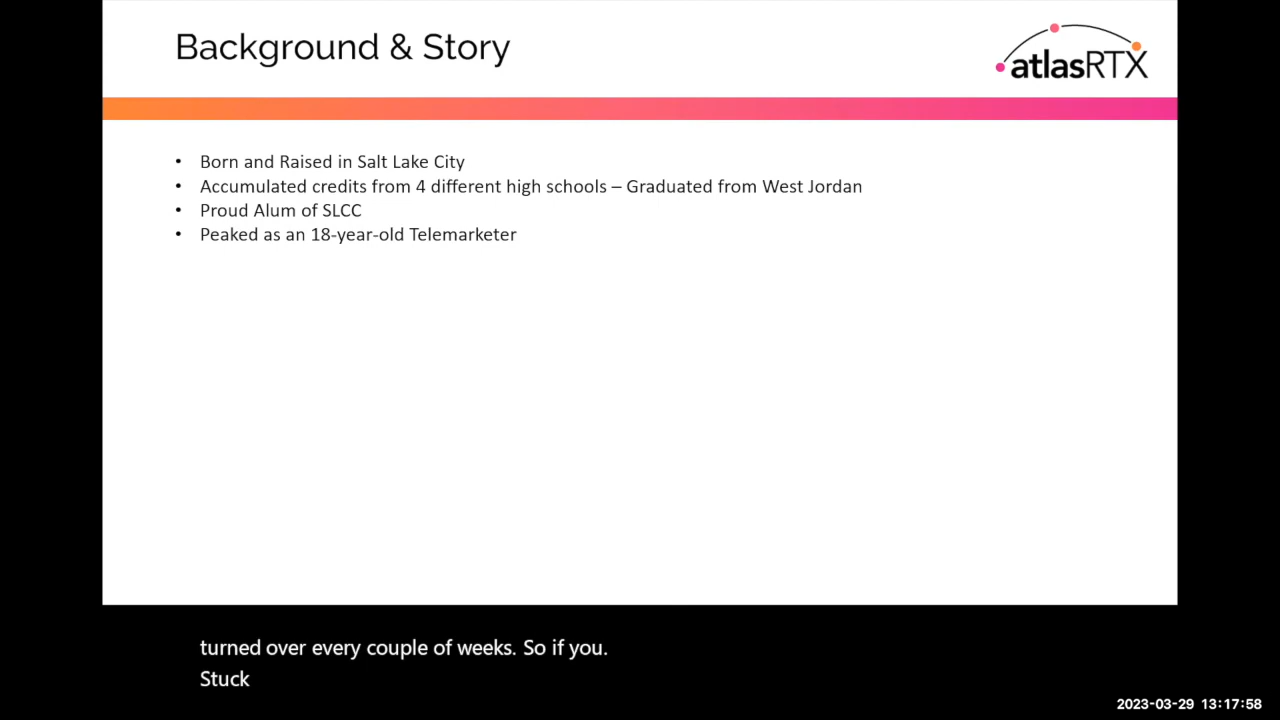 Background & Story
atlasRTX
• Born and Raised in Salt Lake City
• Accumulated credits from 4 different high schools – Graduated from West Jordan
• Proud Alum of SLCC
• Peaked as an 18-year-old Telemarketer
turned over every couple of weeks. So if you.
Stuck
2023-03-29 13:17:58